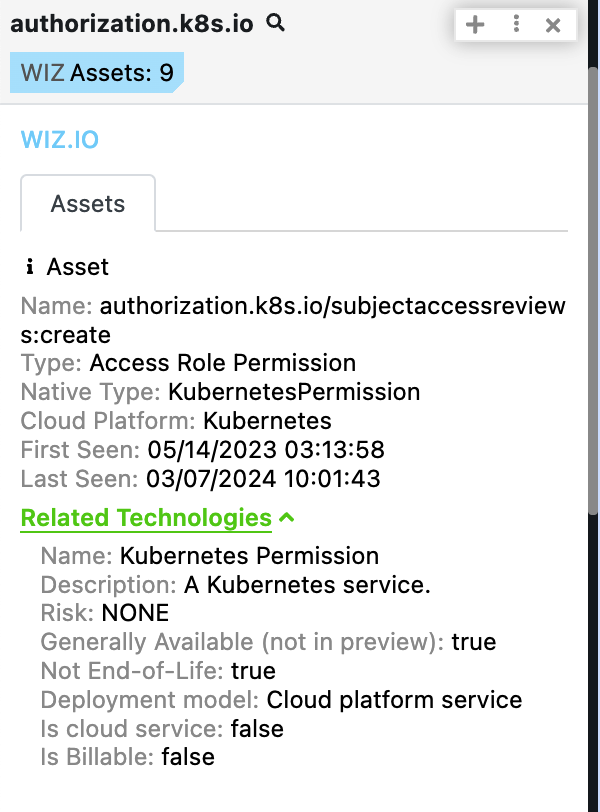 authorization.k8s.io
WIZ Assets: 9
WIZ.IO
Assets
Asset
Name: authorization.k8s.io/subjectaccessreview
s:create
Type: Access Role Permission
Native Type: KubernetesPermission
Cloud Platform: Kubernetes
First Seen: 05/14/2023 03:13:58
Last Seen: 03/07/2024 10:01:43
Related Technologies
Name: Kubernetes Permission
Description: A Kubernetes service.
Risk: NONE
Generally Available (not in preview): true
Not End-of-Life: true
Deployment model: Cloud platform service
Is cloud service: false
Is Billable: false